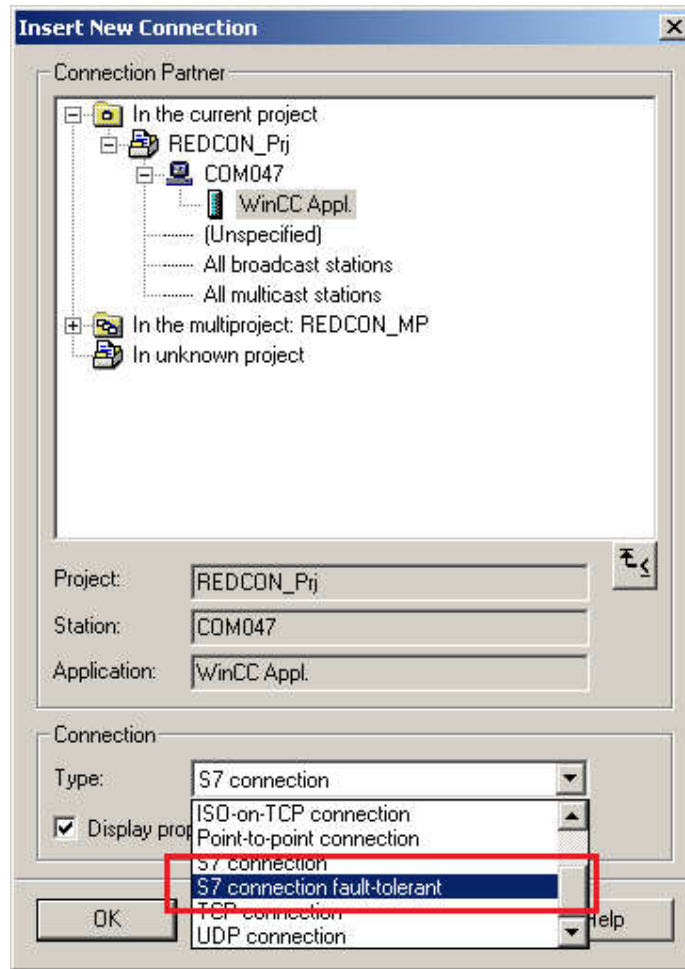 Insert New Connection
Connection Partner
In the current project
REDCON_Prj
COM047
WinCC Appl.
(Unspecified)
All broadcast stations
All multicast stations
In the multiproject: REDCON_MP
In unknown project
Project: REDCON_Prj
Station: COM047
Application: WinCC Appl.
Connection
Type: S7 connection
Display
ISO-on-TCP connection
Point-to-point connection
S7 connection
S7 connection fault-tolerant
TCP connection
UDP connection
OK
Help